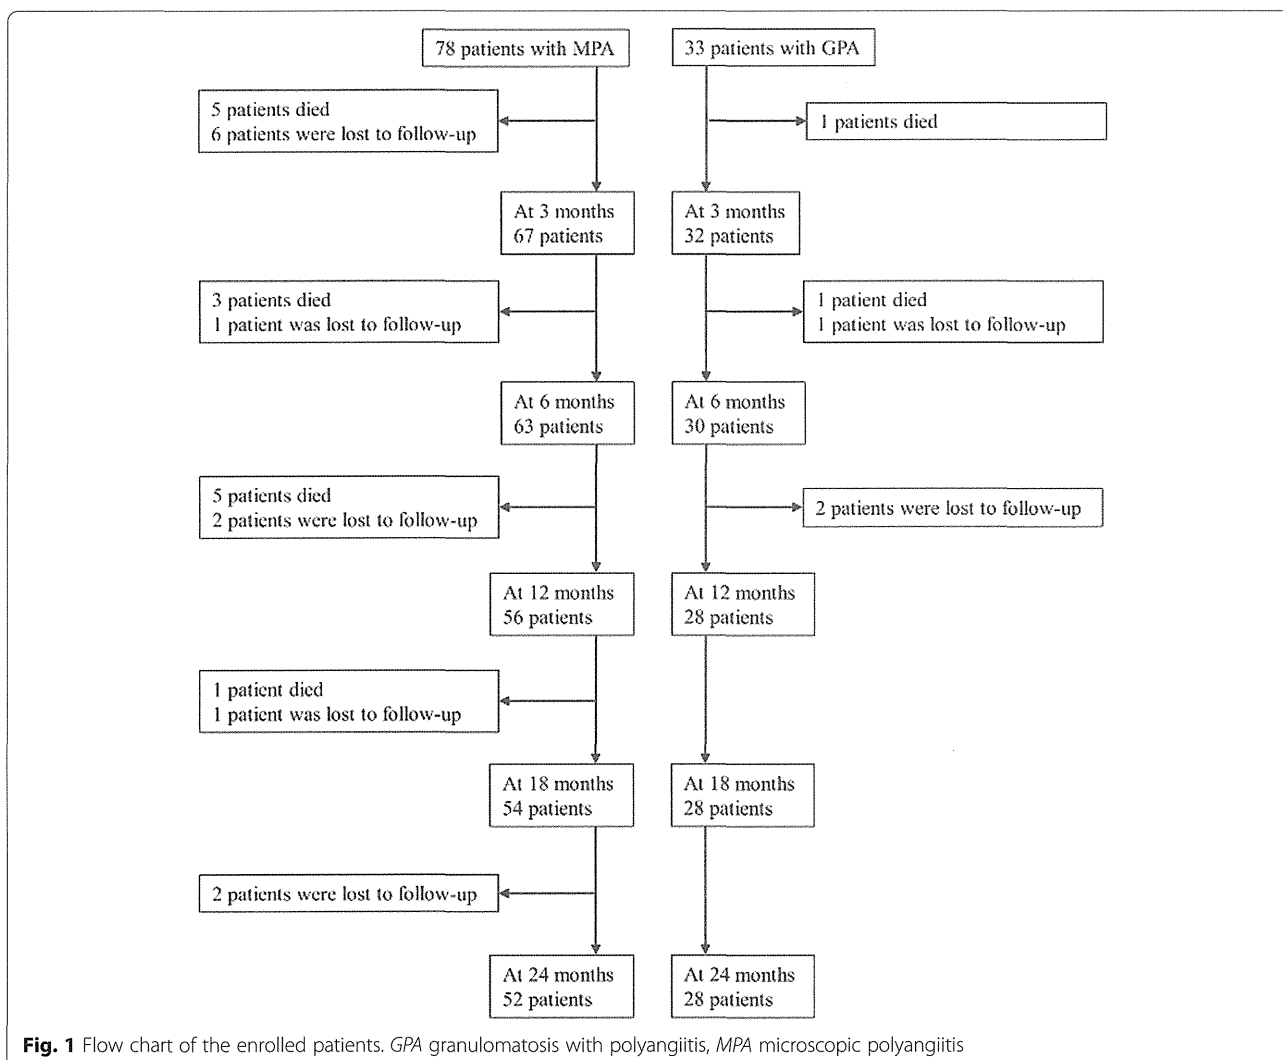 78 patients with MPA
33 patients with GPA
5 patients died
6 patients were lost to follow-up
1 patients died
At 3 months
67 patients
At 3 months
32 patients
3 patients died
1 patient was lost to follow-up
1 patient died
1 patient was lost to follow-up
At 6 months
63 patients
At 6 months
30 patients
5 patients died
2 patients were lost to follow-up
2 patients were lost to follow-up
At 12 months
56 patients
At 12 months
28 patients
1 patient died
1 patient was lost to follow-up
At 18 months
54 patients
At 18 months
28 patients
2 patients were lost to follow-up
At 24 months
52 patients
At 24 months
28 patients
Fig. 1 Flow chart of the enrolled patients. GPA granulomatosis with polyangiitis, MPA microscopic polyangiitis